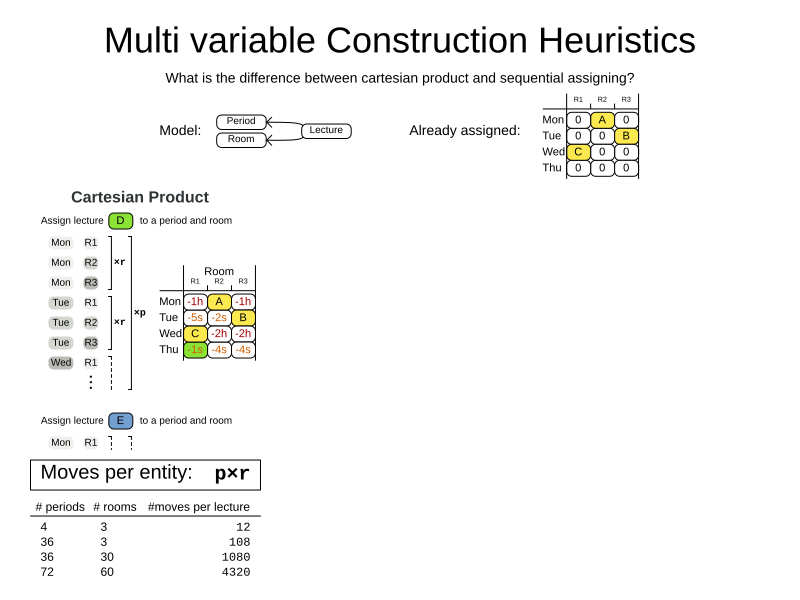 Multi variable Construction Heuristics
What is the difference between cartesian product and sequential assigning?
Model:
Period
Room
Lecture
Already assigned:
R1 R2 R3
Mon 0 A 0
Tue 0 0 B
Wed C 0 0
Thu 0 0 0
Cartesian Product
Assign lecture D to a period and room
Mon R1
Mon R2
Mon R3
×r
Tue R1
Tue R2
Tue R3
×r
×p
Wed R1
⋮
Room
R1 R2 R3
Mon -1h A -1h
Tue -5s -2s B
Wed C -2h -2h
Thu -1s -4s -4s
Assign lecture E to a period and room
Mon R1
Moves per entity: p×r
# periods # rooms #moves per lecture
4 3 12
36 3 108
36 30 1080
72 60 4320